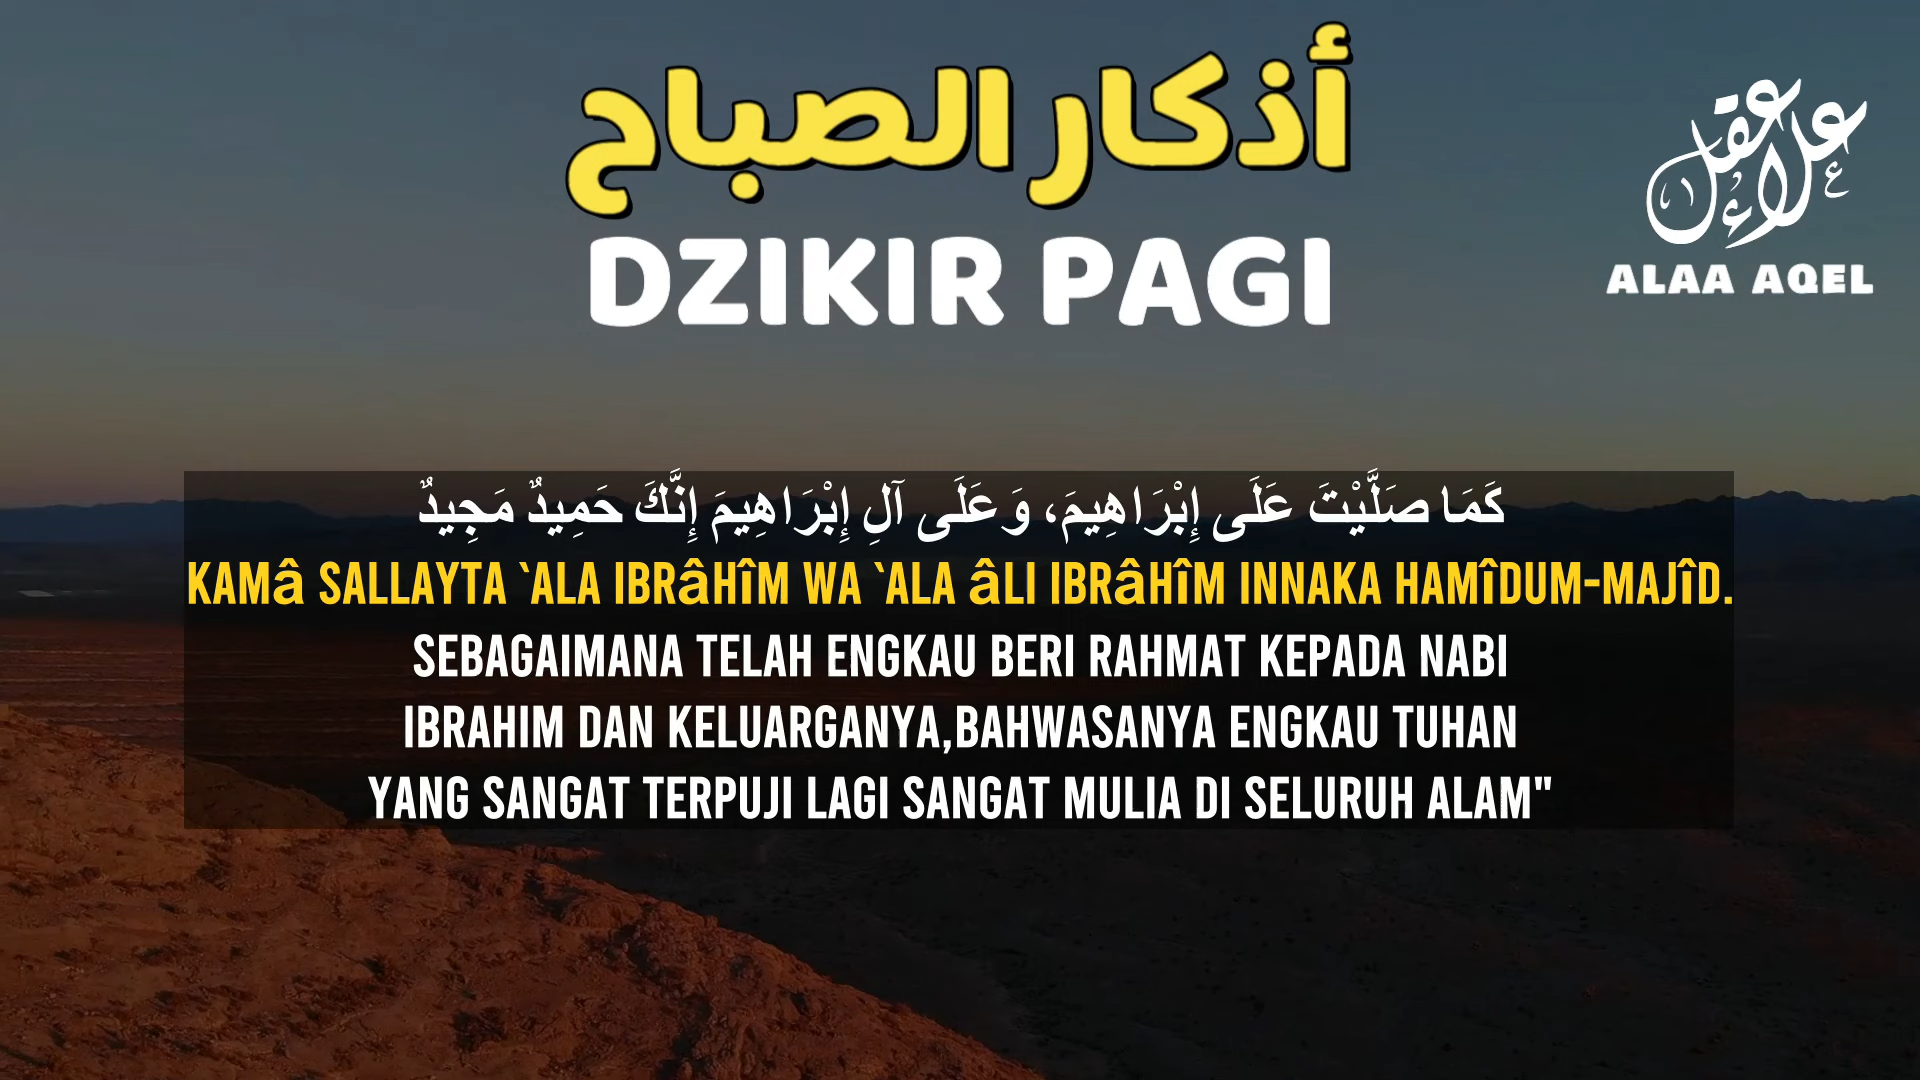 أذكار الصباح
DZIKIR PAGI
علاء عقل
ALAA AQEL
كَمَا صَلَّيْتَ عَلَى إِبْرَاهِيمَ، وَعَلَى آلِ إِبْرَاهِيمَ إِنَّكَ حَمِيدٌ مَجِيدٌ
KAMâ SALLAYTA `ALA IBRâHîM WA `ALA âLI IBRâHîM INNAKA HAMîDUM-MAJîD.
SEBAGAIMANA TELAH ENGKAU BERI RAHMAT KEPADA NABI
IBRAHIM DAN KELUARGANYA,BAHWASANYA ENGKAU TUHAN
YANG SANGAT TERPUJI LAGI SANGAT MULIA DI SELURUH ALAM"